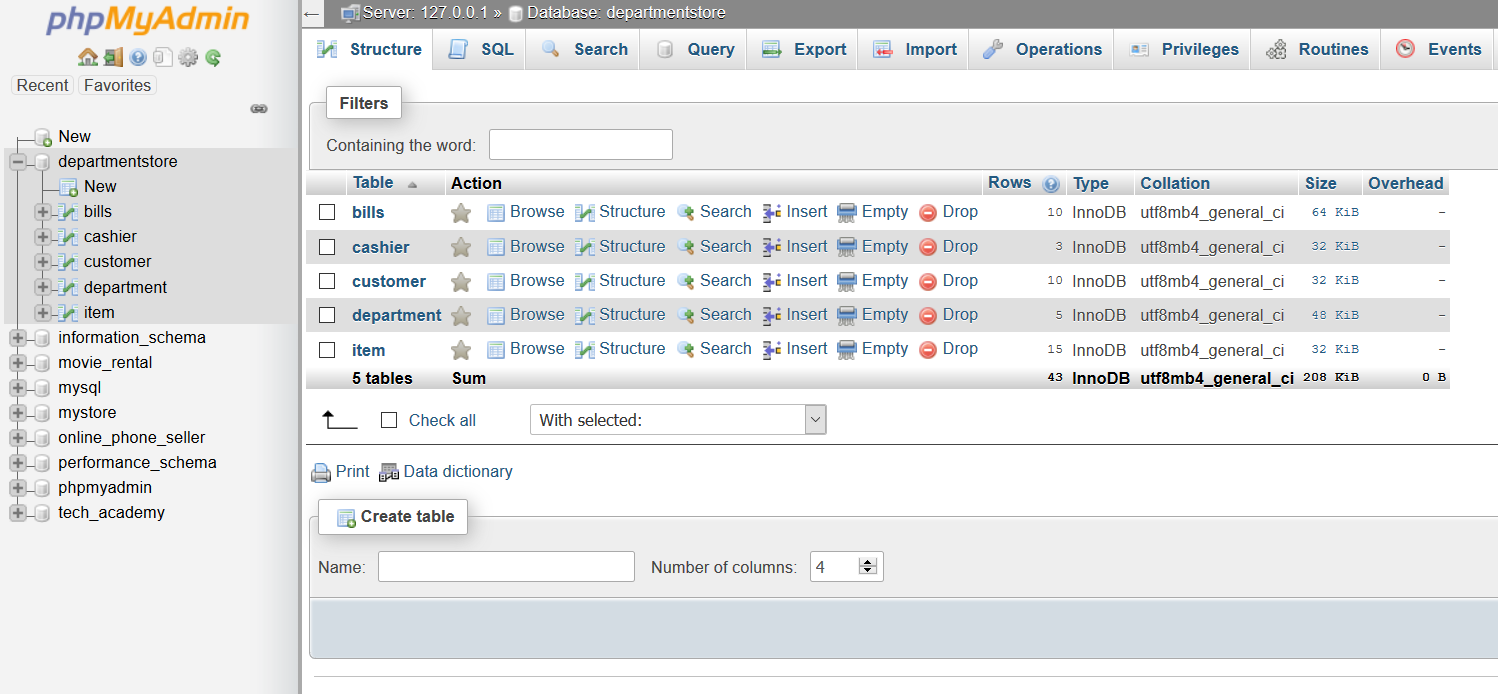 phpMyAdmin
Recent Favorites
New
departmentstore
New
bills
cashier
customer
department
item
information_schema
movie_rental
mysql
mystore
online_phone_seller
performance_schema
phpmyadmin
tech_academy
Server: 127.0.0.1 » Database: departmentstore
Structure SQL Search Query Export Import Operations Privileges Routines Events
Filters
Containing the word:
Table Action Rows Type Collation Size Overhead
bills Browse Structure Search Insert Empty Drop 10 InnoDB utf8mb4_general_ci 64 KiB -
cashier Browse Structure Search Insert Empty Drop 3 InnoDB utf8mb4_general_ci 32 KiB -
customer Browse Structure Search Insert Empty Drop 10 InnoDB utf8mb4_general_ci 32 KiB -
department Browse Structure Search Insert Empty Drop 5 InnoDB utf8mb4_general_ci 48 KiB -
item Browse Structure Search Insert Empty Drop 15 InnoDB utf8mb4_general_ci 32 KiB -
5 tables Sum 43 InnoDB utf8mb4_general_ci 208 KiB 0 B
Check all With selected:
Print Data dictionary
Create table
Name: Number of columns: 4